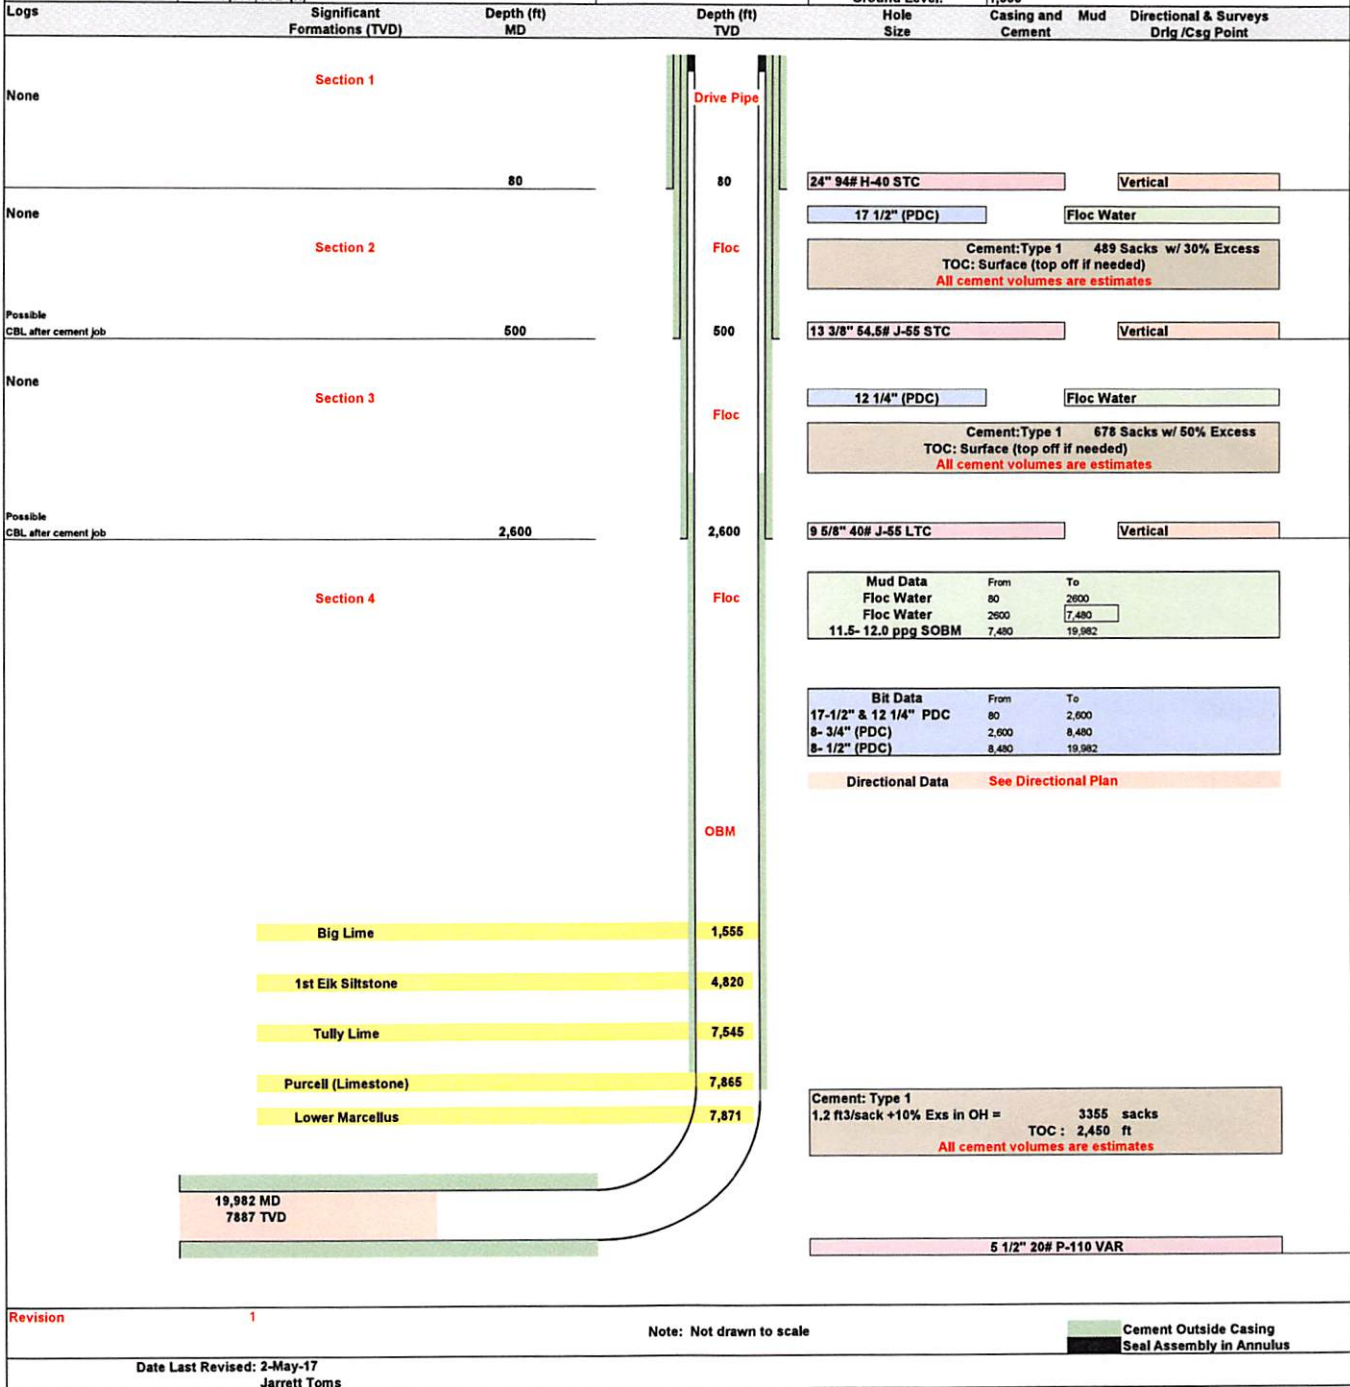 Logs Significant Depth (ft) Depth (ft) Hole Casing and Mud Directional & Surveys
Formations (TVD) MD TVD Size Cement Drlg /Csg Point
Section 1
None
Drive Pipe
80 80 24" 94# H-40 STC Vertical
None 17 1/2" (PDC) Floc Water
Section 2 Floc Cement:Type 1 489 Sacks w/ 30% Excess
TOC: Surface (top off if needed)
All cement volumes are estimates
Possible
CBL after cement job 500 500 13 3/8" 54.5# J-55 STC Vertical
None
Section 3 12 1/4" (PDC) Floc Water
Floc
Cement:Type 1 678 Sacks w/ 50% Excess
TOC: Surface (top off if needed)
All cement volumes are estimates
Possible
CBL after cement job 2,600 2,600 9 5/8" 40# J-55 LTC Vertical
Mud Data From To
Section 4 Floc Floc Water 80 2600
Floc Water 2600 7,480
11.5- 12.0 ppg SOBM 7,480 19,982
Bit Data From To
17-1/2" & 12 1/4" PDC 80 2,600
8- 3/4" (PDC) 2,600 8,480
8- 1/2" (PDC) 8,480 19,982
Directional Data See Directional Plan
OBM
Big Lime 1,555
1st Elk Siltstone 4,820
Tully Lime 7,545
Purcell (Limestone) 7,865
Cement: Type 1
Lower Marcellus 7,871 1.2 ft3/sack +10% Exs in OH = 3355 sacks
TOC : 2,450 ft
All cement volumes are estimates
19,982 MD
7887 TVD
5 1/2" 20# P-110 VAR
Revision 1
Note: Not drawn to scale Cement Outside Casing
Seal Assembly in Annulus
Date Last Revised: 2-May-17
Jarrett Toms